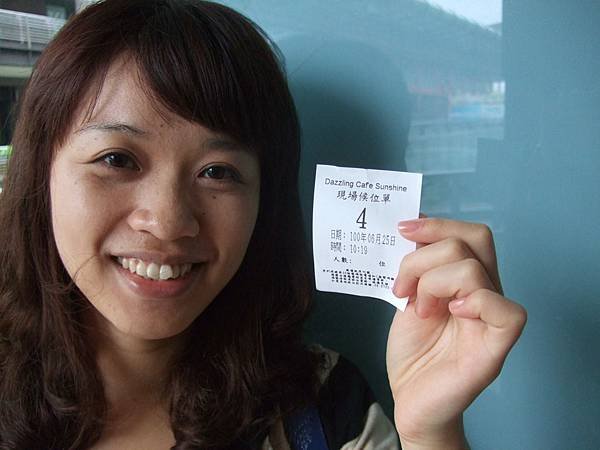 Dazzling Cafe Sunshine
現場候位單
4
日期：100年06月25日
時間：10:19
人數：　　位